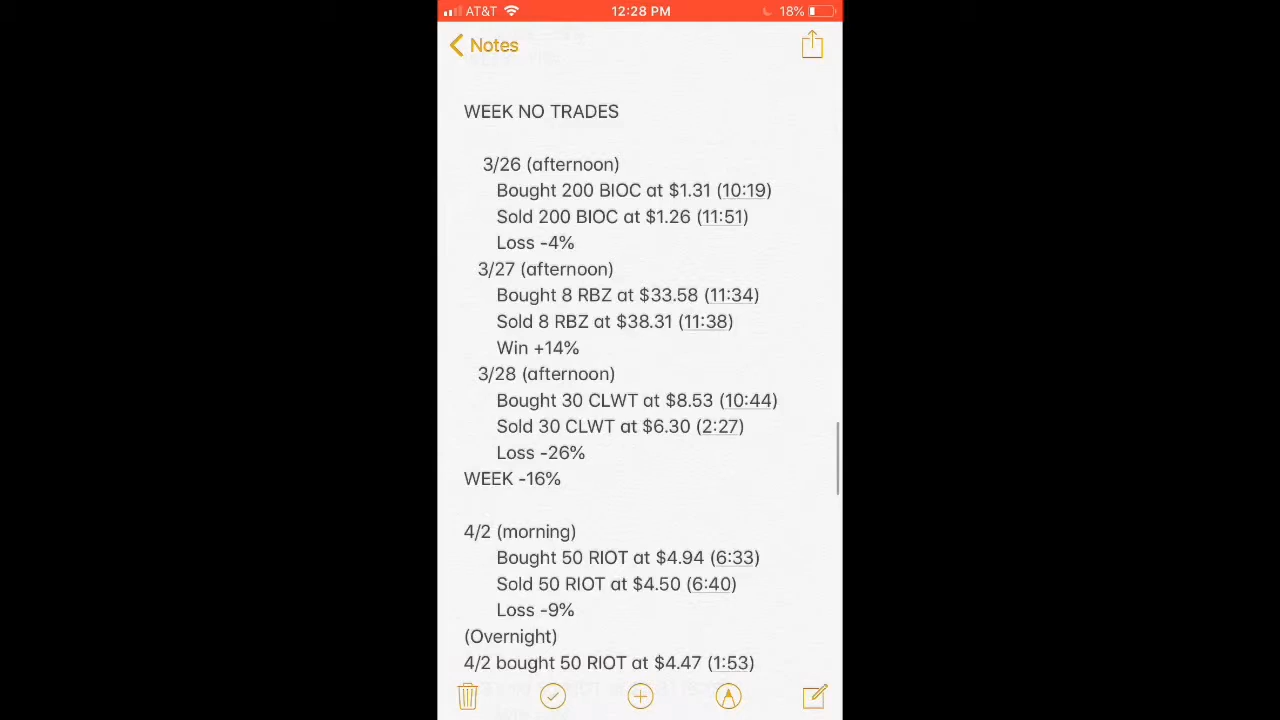 AT&T 12:28 PM 18%
Notes
WEEK NO TRADES
3/26 (afternoon)
Bought 200 BIOC at $1.31 (10:19)
Sold 200 BIOC at $1.26 (11:51)
Loss -4%
3/27 (afternoon)
Bought 8 RBZ at $33.58 (11:34)
Sold 8 RBZ at $38.31 (11:38)
Win +14%
3/28 (afternoon)
Bought 30 CLWT at $8.53 (10:44)
Sold 30 CLWT at $6.30 (2:27)
Loss -26%
WEEK -16%
4/2 (morning)
Bought 50 RIOT at $4.94 (6:33)
Sold 50 RIOT at $4.50 (6:40)
Loss -9%
(Overnight)
4/2 bought 50 RIOT at $4.47 (1:53)